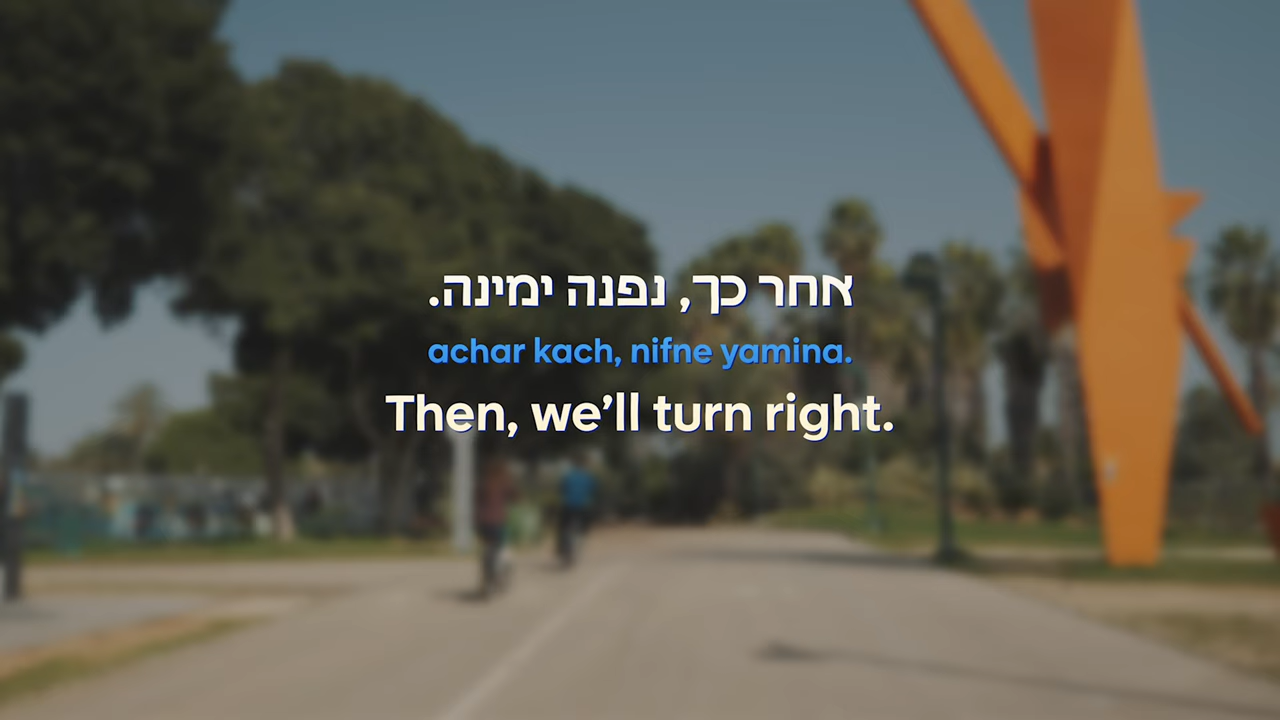 אחר כך, נפנה ימינה.
achar kach, nifne yamina.
Then, we’ll turn right.